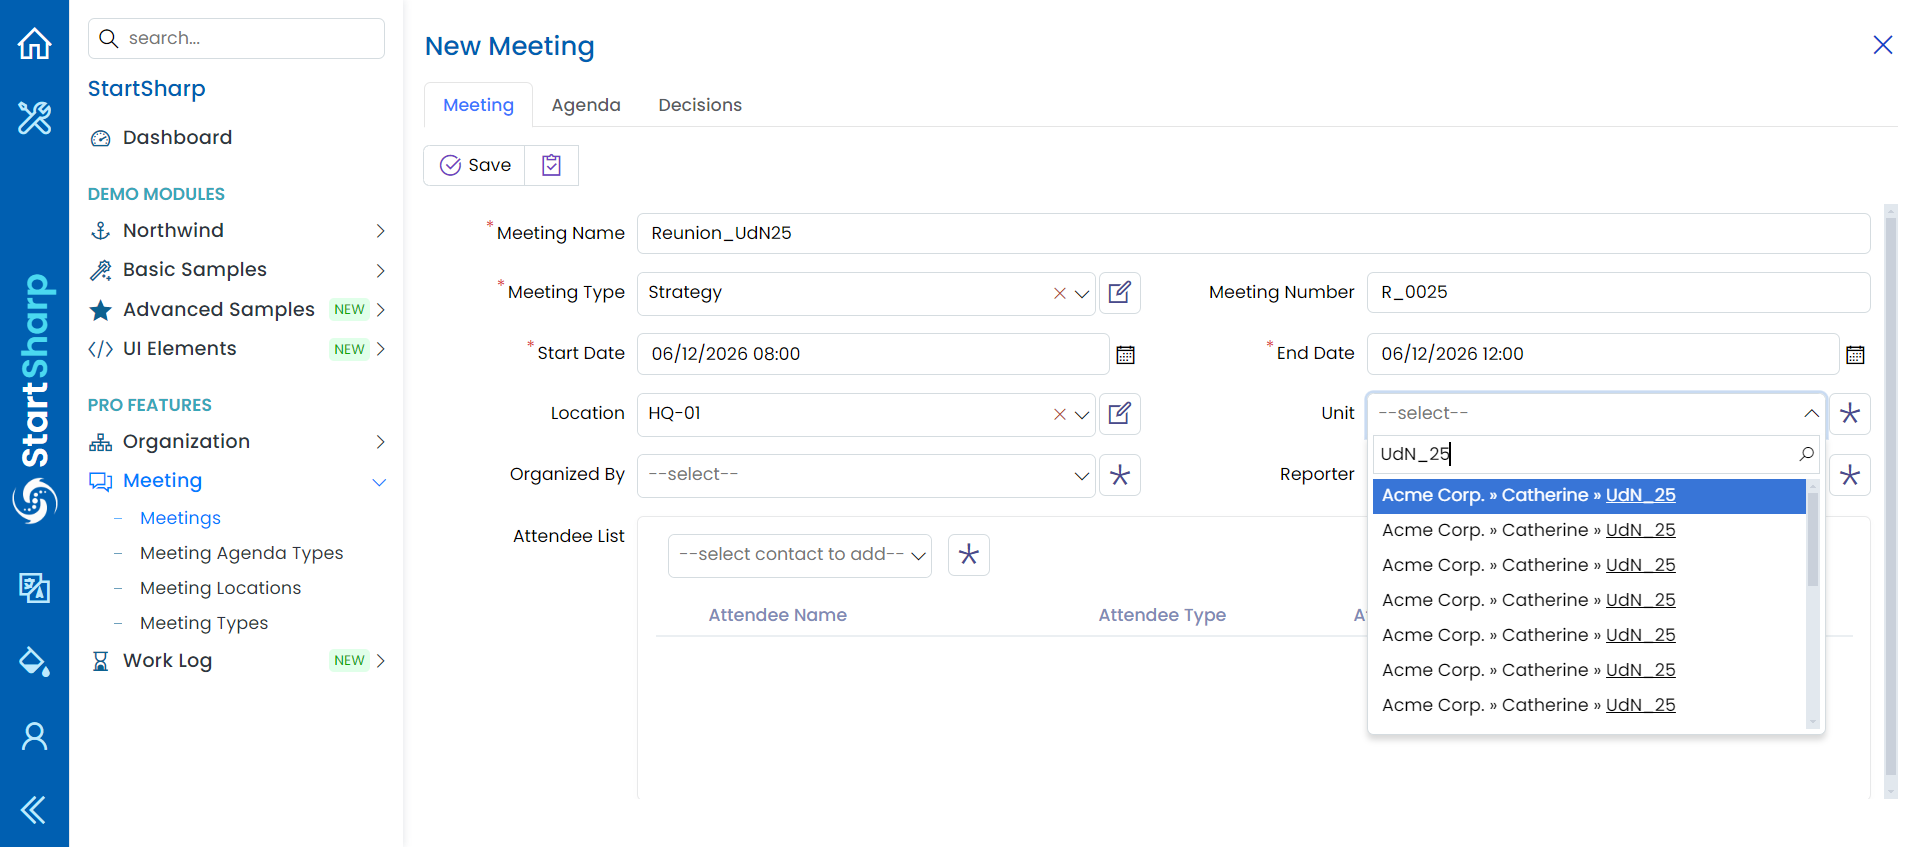 search...
StartSharp
Dashboard
DEMO MODULES
Northwind
Basic Samples
Advanced Samples NEW
UI Elements NEW
PRO FEATURES
Organization
Meeting
Meetings
Meeting Agenda Types
Meeting Locations
Meeting Types
Work Log NEW
StartSharp
New Meeting
Meeting Agenda Decisions
Save
*Meeting Name Reunion_UdN25
*Meeting Type Strategy Meeting Number R_0025
*Start Date 06/12/2026 08:00 *End Date 06/12/2026 12:00
Location HQ-01 Unit --select--
UdN_25
Organized By --select-- Reporter
Acme Corp. » Catherine » UdN_25
Acme Corp. » Catherine » UdN_25
Acme Corp. » Catherine » UdN_25
Acme Corp. » Catherine » UdN_25
Acme Corp. » Catherine » UdN_25
Acme Corp. » Catherine » UdN_25
Acme Corp. » Catherine » UdN_25
Attendee List --select contact to add--
Attendee Name Attendee Type